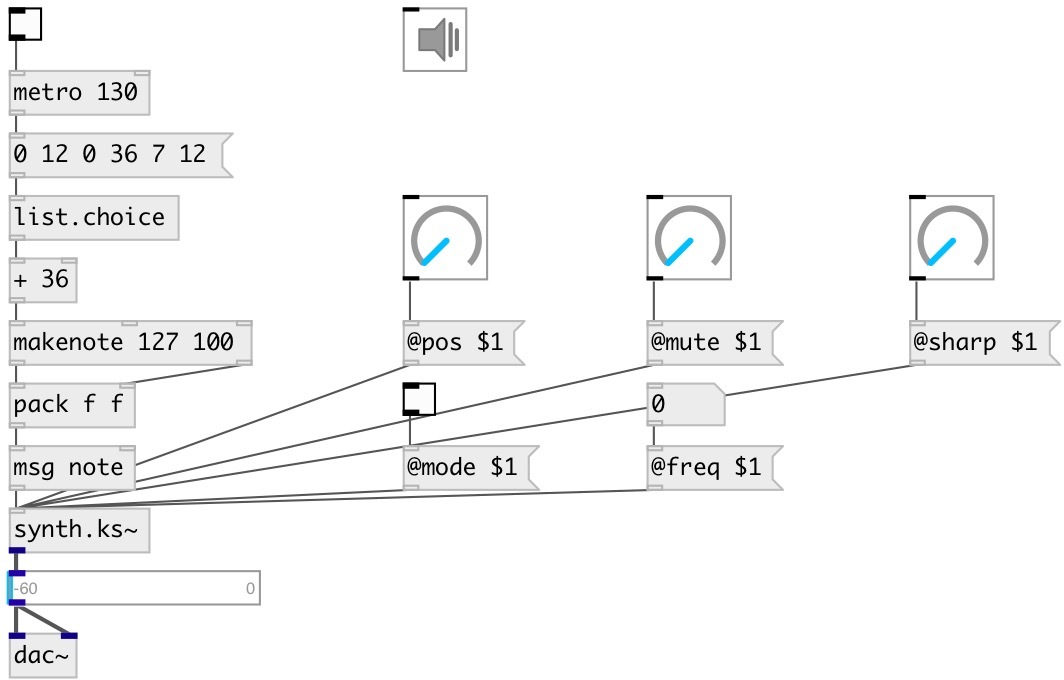 metro 130
0 12 0 36 7 12
list.choice
+ 36
makenote 127 100
@pos $1
@mute $1
@sharp $1
pack f f
0
msg note
@mode $1
@freq $1
synth.ks~
-60 0
dac~